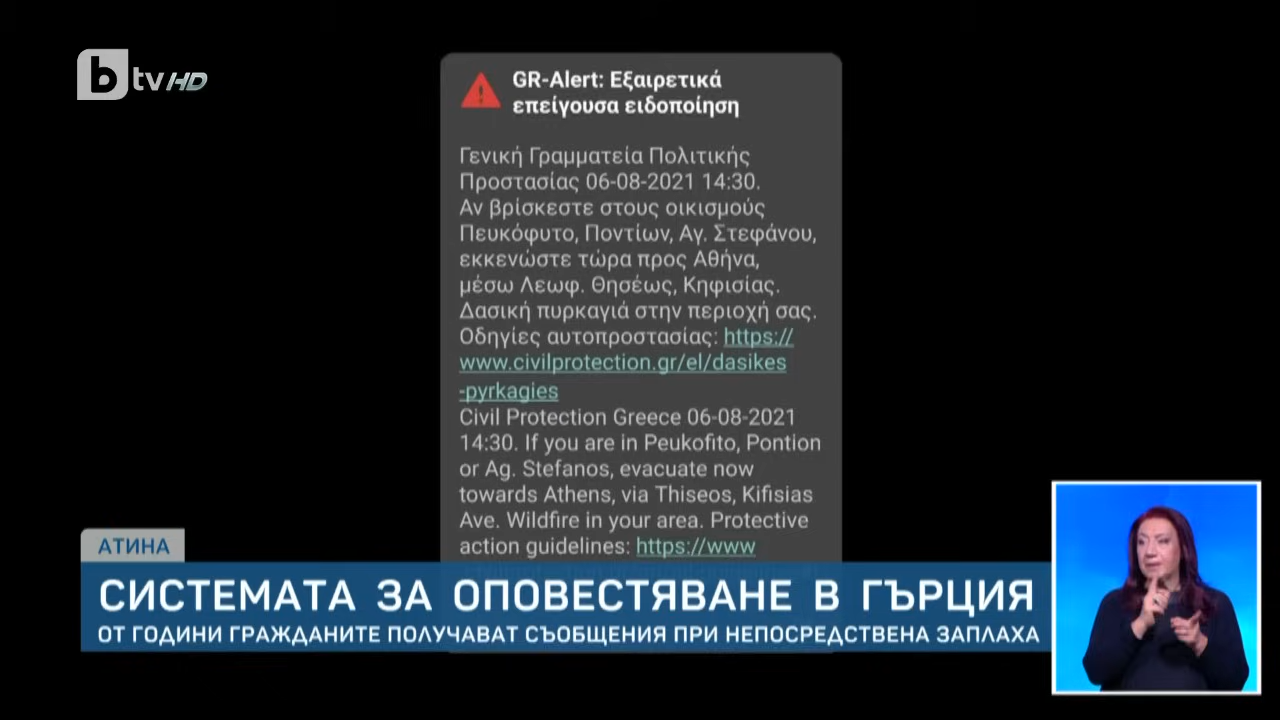 btv HD
GR-Alert: Εξαιρετικά
επείγουσα ειδοποίηση
Γενική Γραμματεία Πολιτικής
Προστασίας 06-08-2021 14:30.
Αν βρίσκεστε στους οικισμούς
Πευκόφυτο, Ποντίων, Αγ. Στεφάνου,
εκκενώστε τώρα προς Αθήνα,
μέσω Λεωφ. Θησέως, Κηφισίας.
Δασική πυρκαγιά στην περιοχή σας.
Οδηγίες αυτοπροστασίας: https://
www.civilprotection.gr/el/dasikes
-pyrkagies
Civil Protection Greece 06-08-2021
14:30. If you are in Peukofito, Pontion
or Ag. Stefanos, evacuate now
towards Athens, via Thiseos, Kifisias
Ave. Wildfire in your area. Protective
action guidelines: https://www
АТИНА
СИСТЕМАТА ЗА ОПОВЕСТЯВАНЕ В ГЪРЦИЯ
ОТ ГОДИНИ ГРАЖДАНИТЕ ПОЛУЧАВАТ СЪОБЩЕНИЯ ПРИ НЕПОСРЕДСТВЕНА ЗАПЛАХА